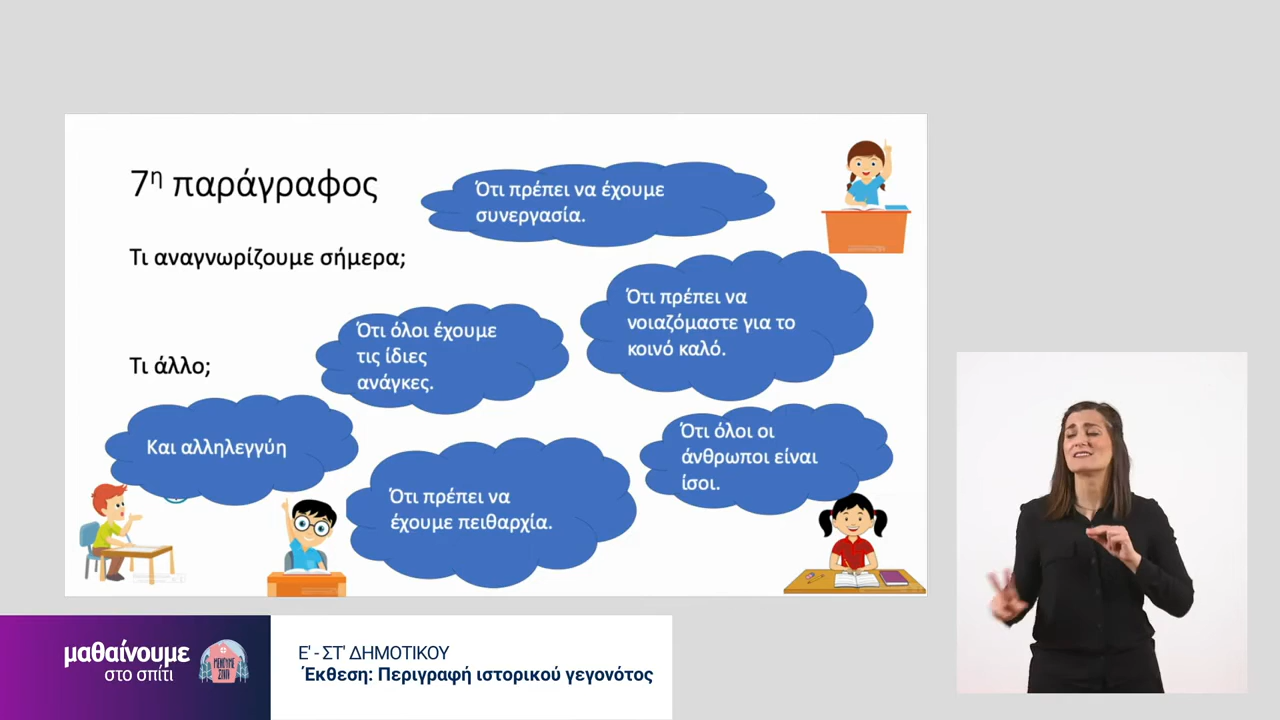 7η παράγραφος
Ότι πρέπει να έχουμε
συνεργασία.
Τι αναγνωρίζουμε σήμερα;
Ότι πρέπει να
νοιαζόμαστε για το
κοινό καλό.
Ότι όλοι έχουμε
τις ίδιες
ανάγκες.
Τι άλλο;
Και αλληλεγγύη
Ότι όλοι οι
άνθρωποι είναι
ίσοι.
Ότι πρέπει να
έχουμε πειθαρχία.
μαθαίνουμε
στο σπίτι
ΜΕΝΟΥΜΕ
ΣΠΙΤΙ
Ε' - ΣΤ' ΔΗΜΟΤΙΚΟΥ
Έκθεση: Περιγραφή ιστορικού γεγονότος